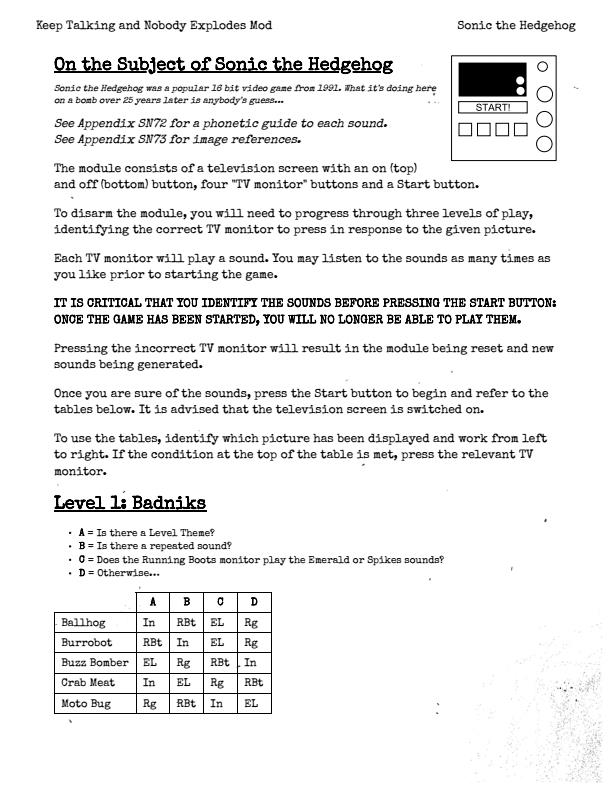 Keep Talking and Nobody Explodes Mod Sonic the Hedgehog
On the Subject of Sonic the Hedgehog
Sonic the Hedgehog was a popular 16 bit video game from 1991. What it's doing here
on a bomb over 25 years later is anybody's guess...
START!
See Appendix SN72 for a phonetic guide to each sound.
See Appendix SN73 for image references.
The module consists of a television screen with an on (top)
and off (bottom) button, four "TV monitor" buttons and a Start button.
To disarm the module, you will need to progress through three levels of play,
identifying the correct TV monitor to press in response to the given picture.
Each TV monitor will play a sound. You may listen to the sounds as many times as
you like prior to starting the game.
IT IS CRITICAL THAT YOU IDENTIFY THE SOUNDS BEFORE PRESSING THE START BUTTON:
ONCE THE GAME HAS BEEN STARTED, YOU WILL NO LONGER BE ABLE TO PLAY THEM.
Pressing the incorrect TV monitor will result in the module being reset and new
sounds being generated.
Once you are sure of the sounds, press the Start button to begin and refer to the
tables below. It is advised that the television screen is switched on.
To use the tables, identify which picture has been displayed and work from left
to right. If the condition at the top of the table is met, press the relevant TV
monitor.
Level 1: Badniks
• A = Is there a Level Theme?
• B = Is there a repeated sound?
• C = Does the Running Boots monitor play the Emerald or Spikes sounds?
• D = Otherwise...
A B C D
Ballhog In RBt EL Rg
Burrobot RBt In EL Rg
Buzz Bomber EL Rg RBt In
Crab Meat In EL Rg RBt
Moto Bug Rg RBt In EL